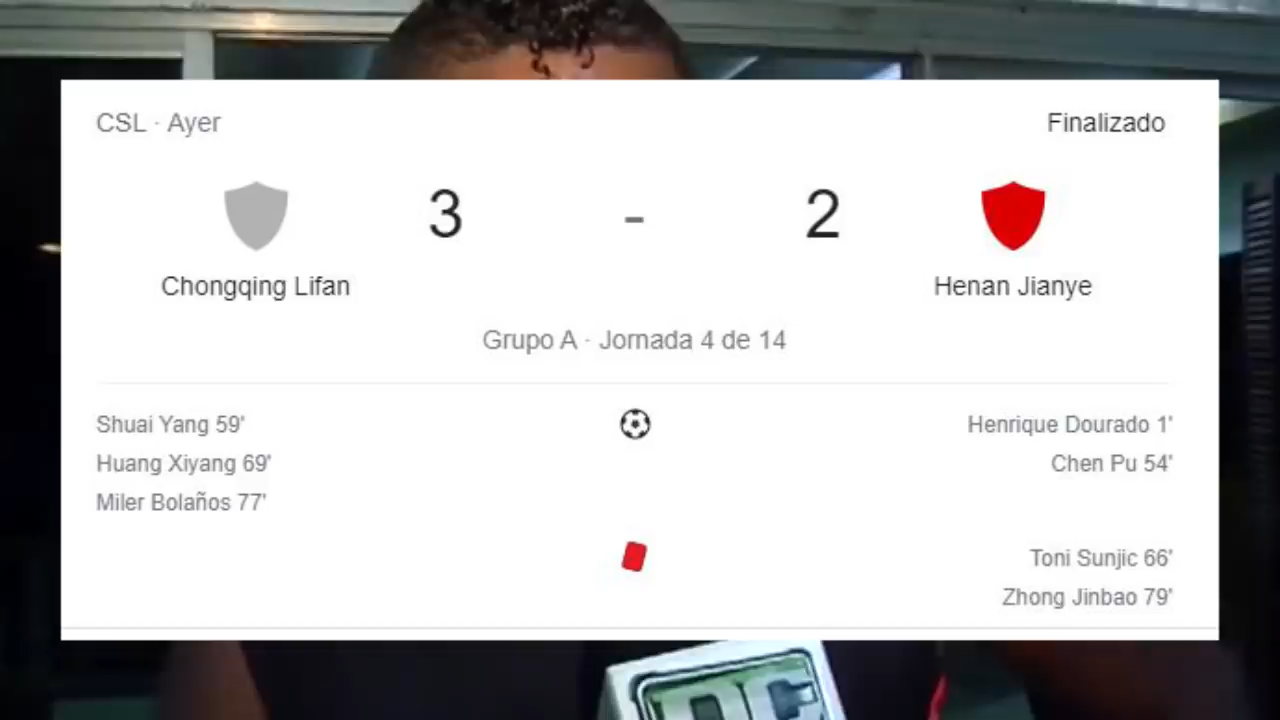 CSL · Ayer
Finalizado
3 - 2
Chongqing Lifan
Henan Jianye
Grupo A · Jornada 4 de 14
Shuai Yang 59'
Henrique Dourado 1'
Huang Xiyang 69'
Chen Pu 54'
Miler Bolaños 77'
Toni Sunjic 66'
Zhong Jinbao 79'